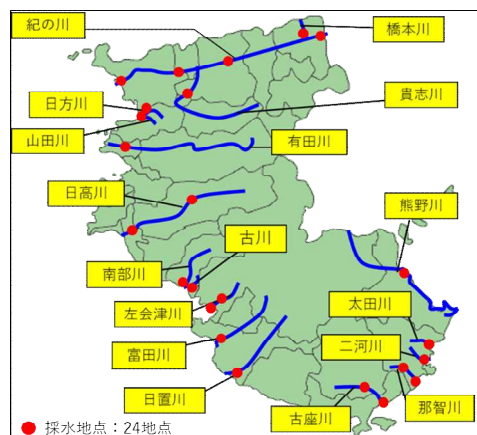 紀の川
橋本川
日方川
貴志川
山田川
有田川
日高川
熊野川
古川
南部川
太田川
左会津川
二河川
富田川
日置川
那智川
古座川
採水地点：24地点